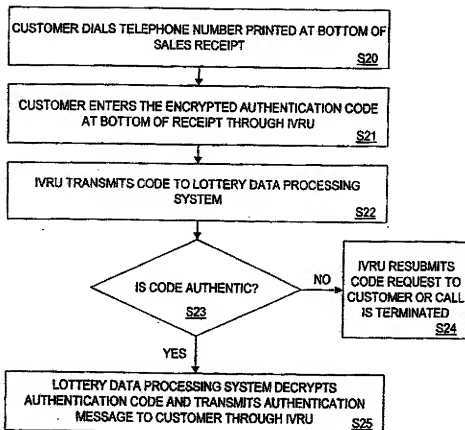 CUSTOMER DIALS TELEPHONE NUMBER PRINTED AT BOTTOM OF
SALES RECEIPT
S20
CUSTOMER ENTERS THE ENCRYPTED AUTHENTICATION CODE
AT BOTTOM OF RECEIPT THROUGH IVRU
S21
IVRU TRANSMITS CODE TO LOTTERY DATA PROCESSING
SYSTEM
S22
IS CODE AUTHENTIC?
S23
NO
IVRU RESUBMITS
CODE REQUEST TO
CUSTOMER OR CALL
IS TERMINATED
S24
YES
LOTTERY DATA PROCESSING SYSTEM DECRYPTS
AUTHENTICATION CODE AND TRANSMITS AUTHENTICATION
MESSAGE TO CUSTOMER THROUGH IVRU
S25